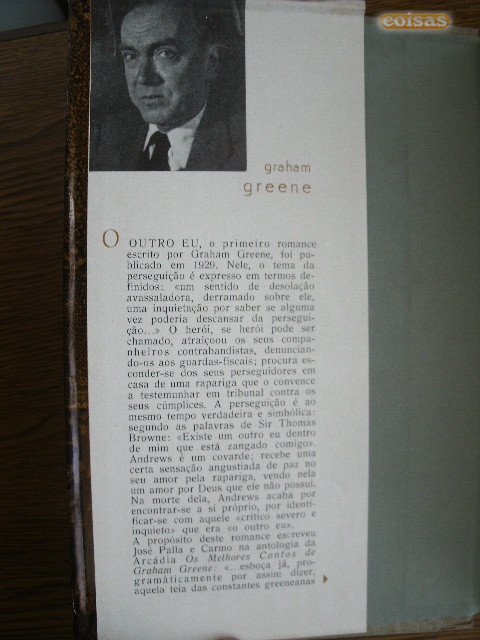 coisas
graham
greene
O OUTRO EU, o primeiro romance
escrito por Graham Greene, foi pu-
blicado em 1929. Nele, o tema da
perseguição é expresso em termos de-
finidos: «um sentido de desolação
avassaladora, derramado sobre ele,
uma inquietação por saber se alguma
vez poderia descansar da persegui-
ção...» O herói, se herói pode ser
chamado, atraiçoou os seus compa-
nheiros contrabandistas, denuncian-
do-os aos guardas-fiscais; procura es-
conder-se dos seus perseguidores em
casa de uma rapariga que o convence
a testemunhar em tribunal contra os
seus cúmplices. A perseguição é ao
mesmo tempo verdadeira e simbólica:
segundo as palavras de Sir Thomas
Browne: «Existe um outro eu dentro
de mim que está zangado comigo».
Andrews é um covarde; recebe uma
certa sensação angustiada de paz no
seu amor pela rapariga, vendo nela
um amor por Deus que ele não possui.
Na morte dela, Andrews acaba por
encontrar-se a si próprio, por identi-
ficar-se com aquele «crítico severo e
inquieto» que era «o outro eu».
A propósito deste romance escreveu
José Palla e Carmo na antologia da
Arcádia Os Melhores Contos de
Graham Greene: «...esboça já, pro-
gramàticamente por assim dizer,
aquela teia das constantes greeneanas